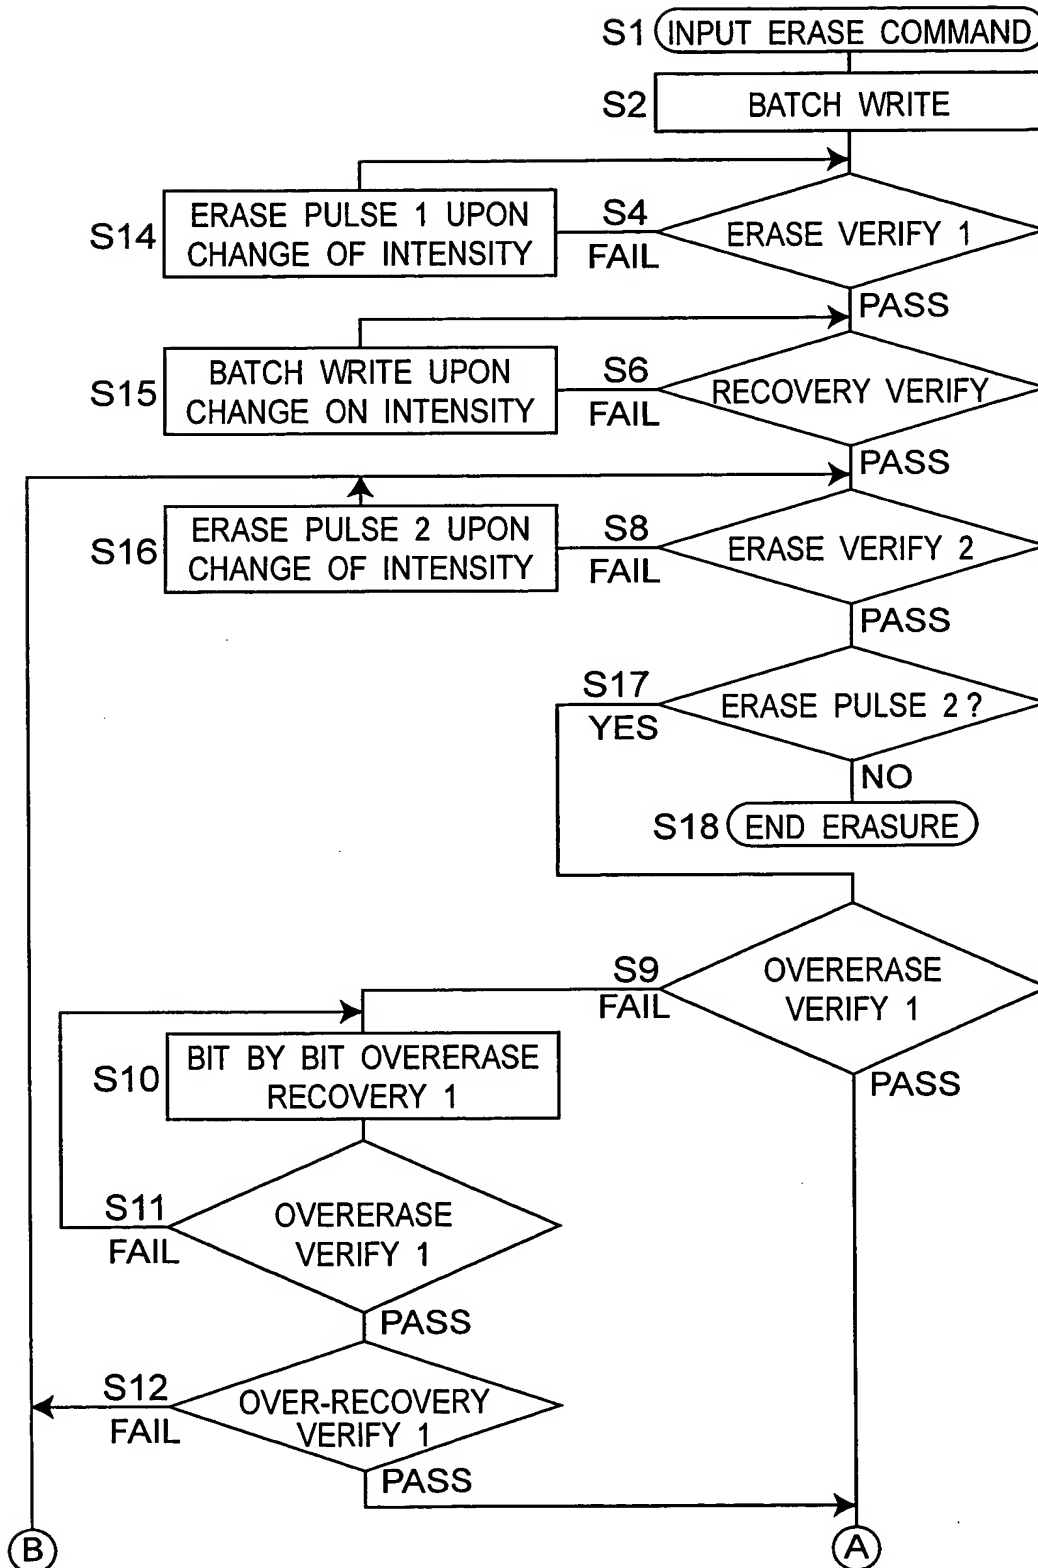 S1 INPUT ERASE COMMAND
S2 BATCH WRITE
S14 ERASE PULSE 1 UPON
CHANGE OF INTENSITY
S4
FAIL
ERASE VERIFY 1
PASS
S15 BATCH WRITE UPON
CHANGE ON INTENSITY
S6
FAIL
RECOVERY VERIFY
PASS
S16 ERASE PULSE 2 UPON
CHANGE OF INTENSITY
S8
FAIL
ERASE VERIFY 2
PASS
S17
YES
ERASE PULSE 2?
NO
S18 END ERASURE
S9
FAIL
OVERERASE
VERIFY 1
PASS
S10 BIT BY BIT OVERERASE
RECOVERY 1
S11
FAIL
OVERERASE
VERIFY 1
PASS
S12
FAIL
OVER-RECOVERY
VERIFY 1
PASS
B
A